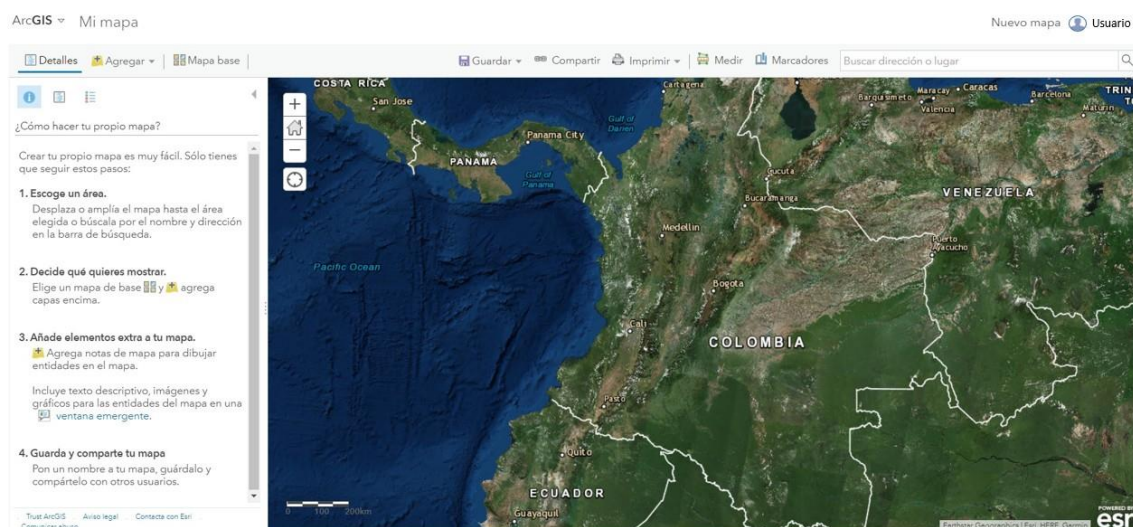 ArcGIS Mi mapa
Nuevo mapa Usuario
Detalles Agregar Mapa base
Guardar Compartir Imprimir Medir Marcadores Buscar dirección o lugar
¿Cómo hacer tu propio mapa?
Crear tu propio mapa es muy fácil. Sólo tienes
que seguir estos pasos:
1. Escoge un área.
Desplaza o amplía el mapa hasta el área
elegida o búscala por el nombre y dirección
en la barra de búsqueda.
2. Decide qué quieres mostrar.
Elige un mapa de base y agrega
capas encima.
3. Añade elementos extra a tu mapa.
Agrega notas de mapa para dibujar
entidades en el mapa.
Incluye texto descriptivo, imágenes y
gráficos para las entidades del mapa en una
ventana emergente.
4. Guarda y comparte tu mapa
Pon un nombre a tu mapa, guárdalo y
compártelo con otros usuarios.
Trust ArcGIS Aviso legal Contacta con Esri
COSTA RICA
San Jose
Panama City
PANAMA
Gulf of
Panama
Gulf of
Darien
Cartagena
Barquisimeto
Maracay
Valencia
Caracas
Barcelona
Maturin
TRIN
Cucuta
Bucaramanga
VENEZUELA
Puerto
Ayacucho
Medellin
Pacific Ocean
Bogota
Cali
COLOMBIA
Pasto
Quito
ECUADOR
Guayaquil
0 100 200km
POWERED BY
esri